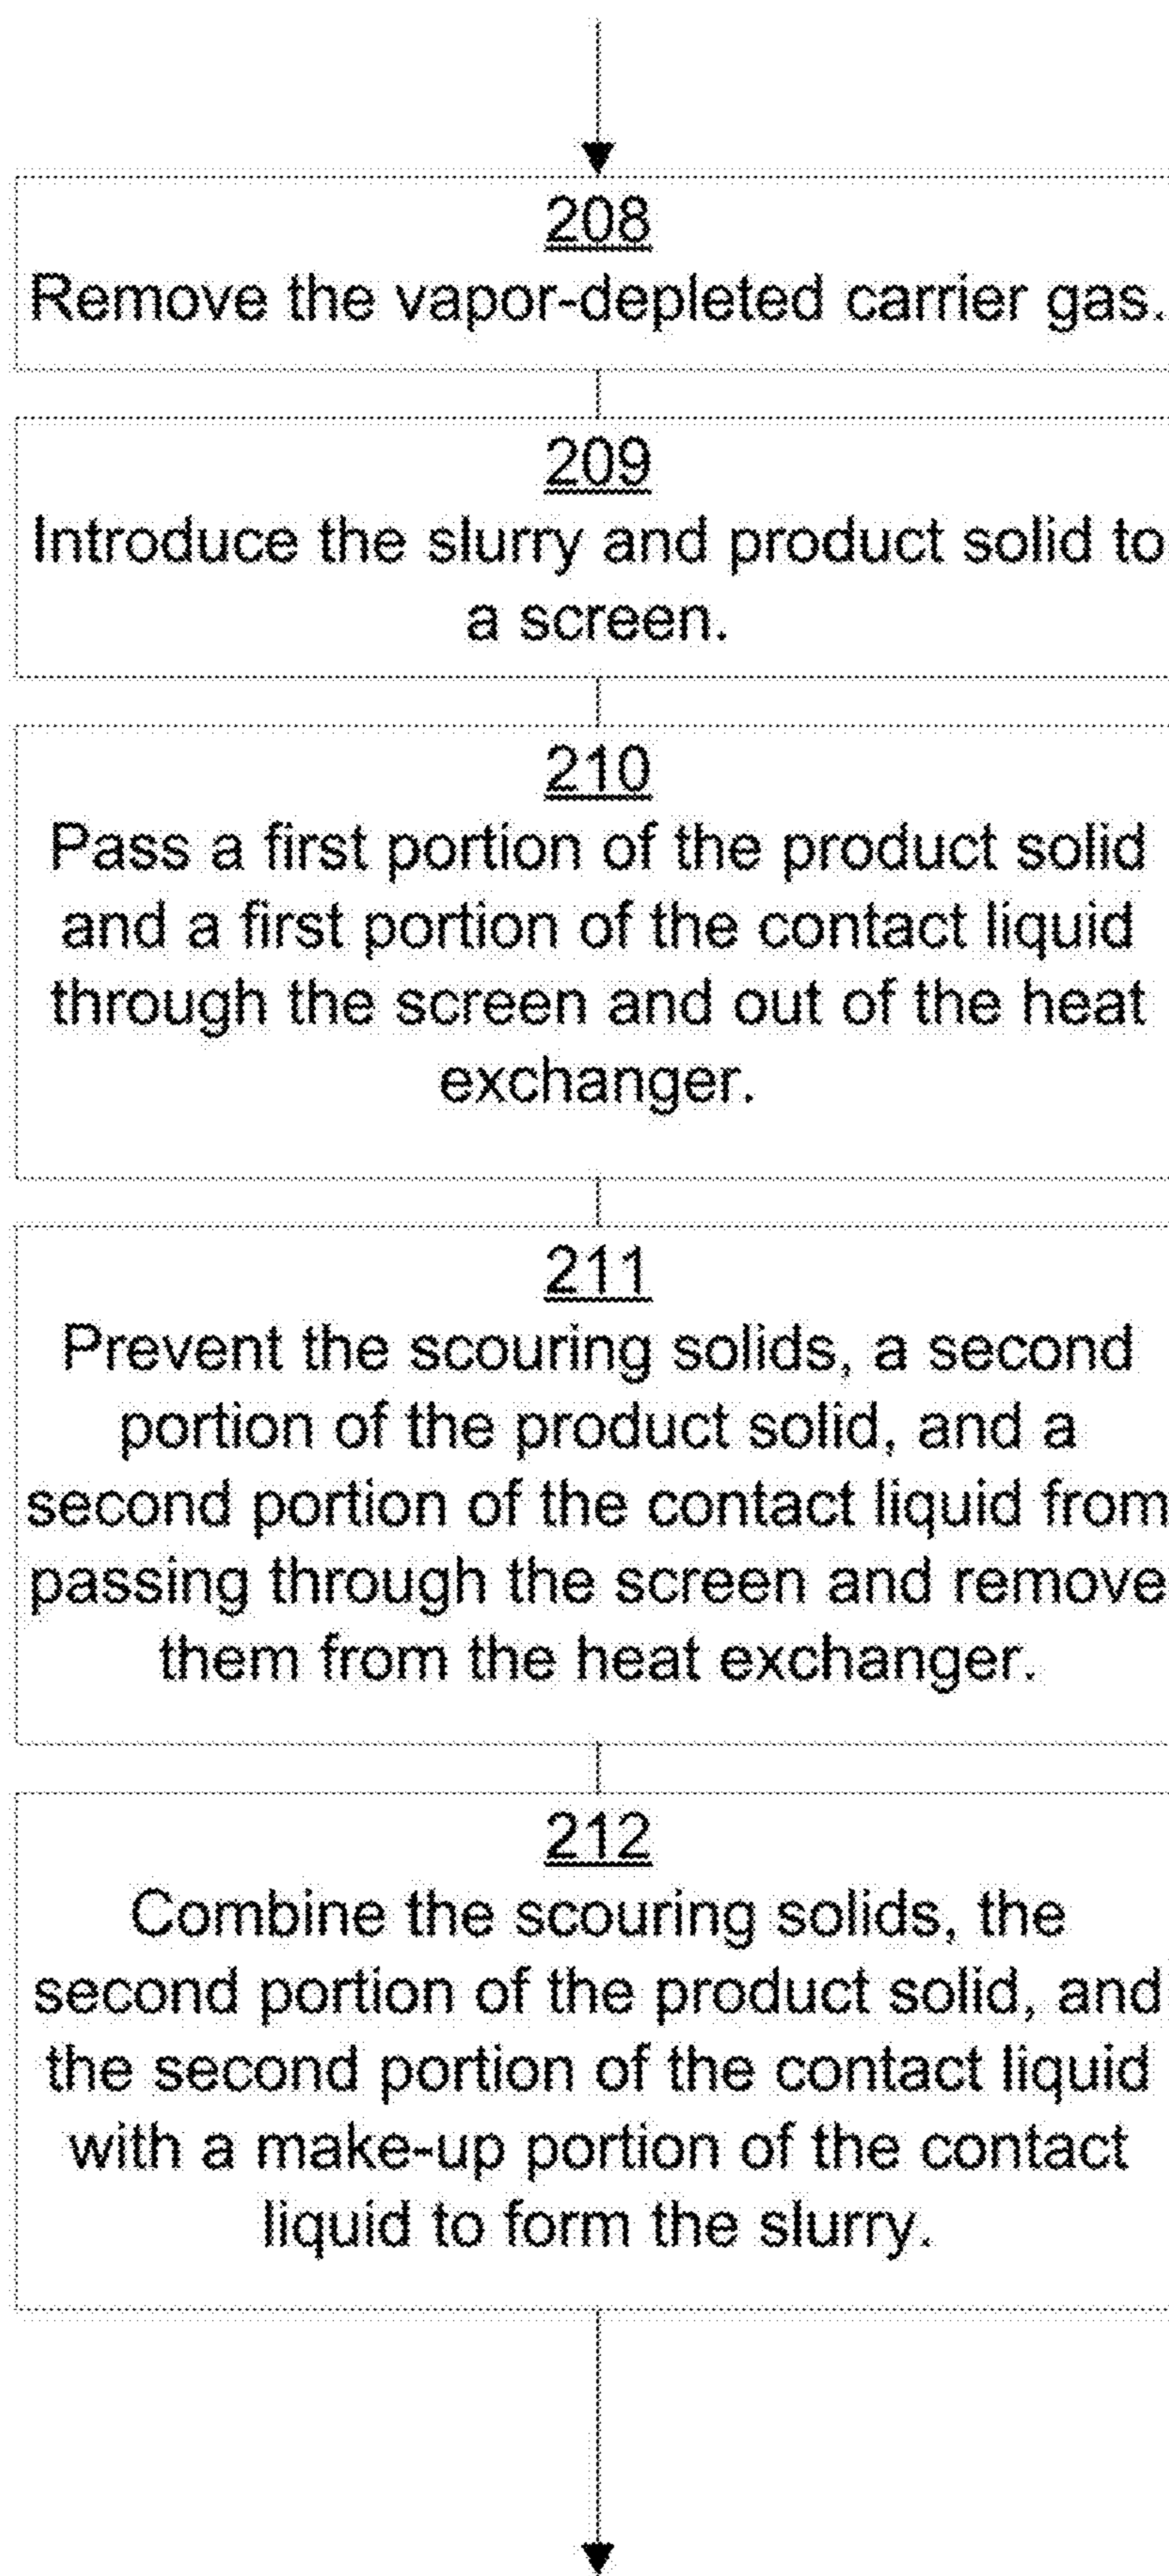 208
Remove the vapor-depleted carrier gas.
209
Introduce the slurry and product solid to
a screen.
210
Pass a first portion of the product solid
and a first portion of the contact liquid
through the screen and out of the heat
exchanger.
211
Prevent the scouring solids, a second
portion of the product solid, and a
second portion of the contact liquid from
passing through the screen and remove
them from the heat exchanger.
212
Combine the scouring solids, the
second portion of the product solid, and
the second portion of the contact liquid
with a make-up portion of the contact
liquid to form the slurry.